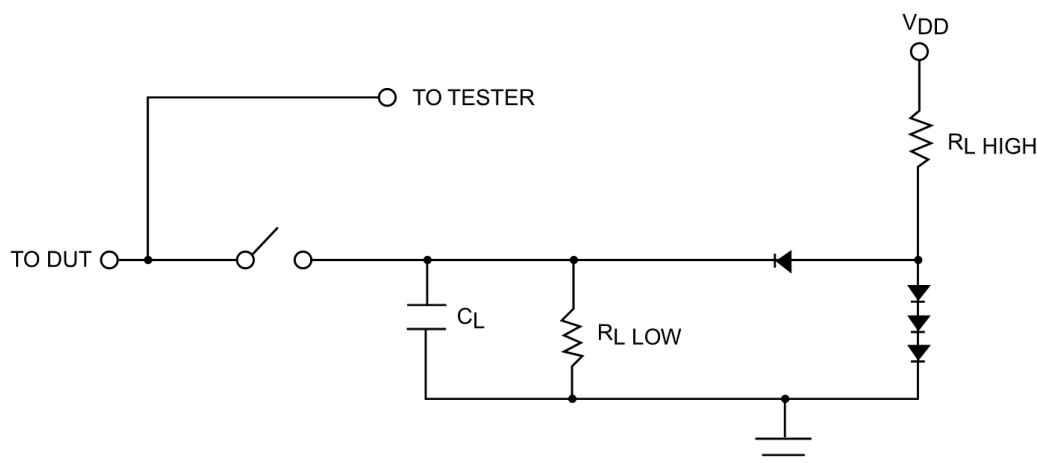 VDD
TO TESTER
RL HIGH
TO DUT
CL
RL LOW